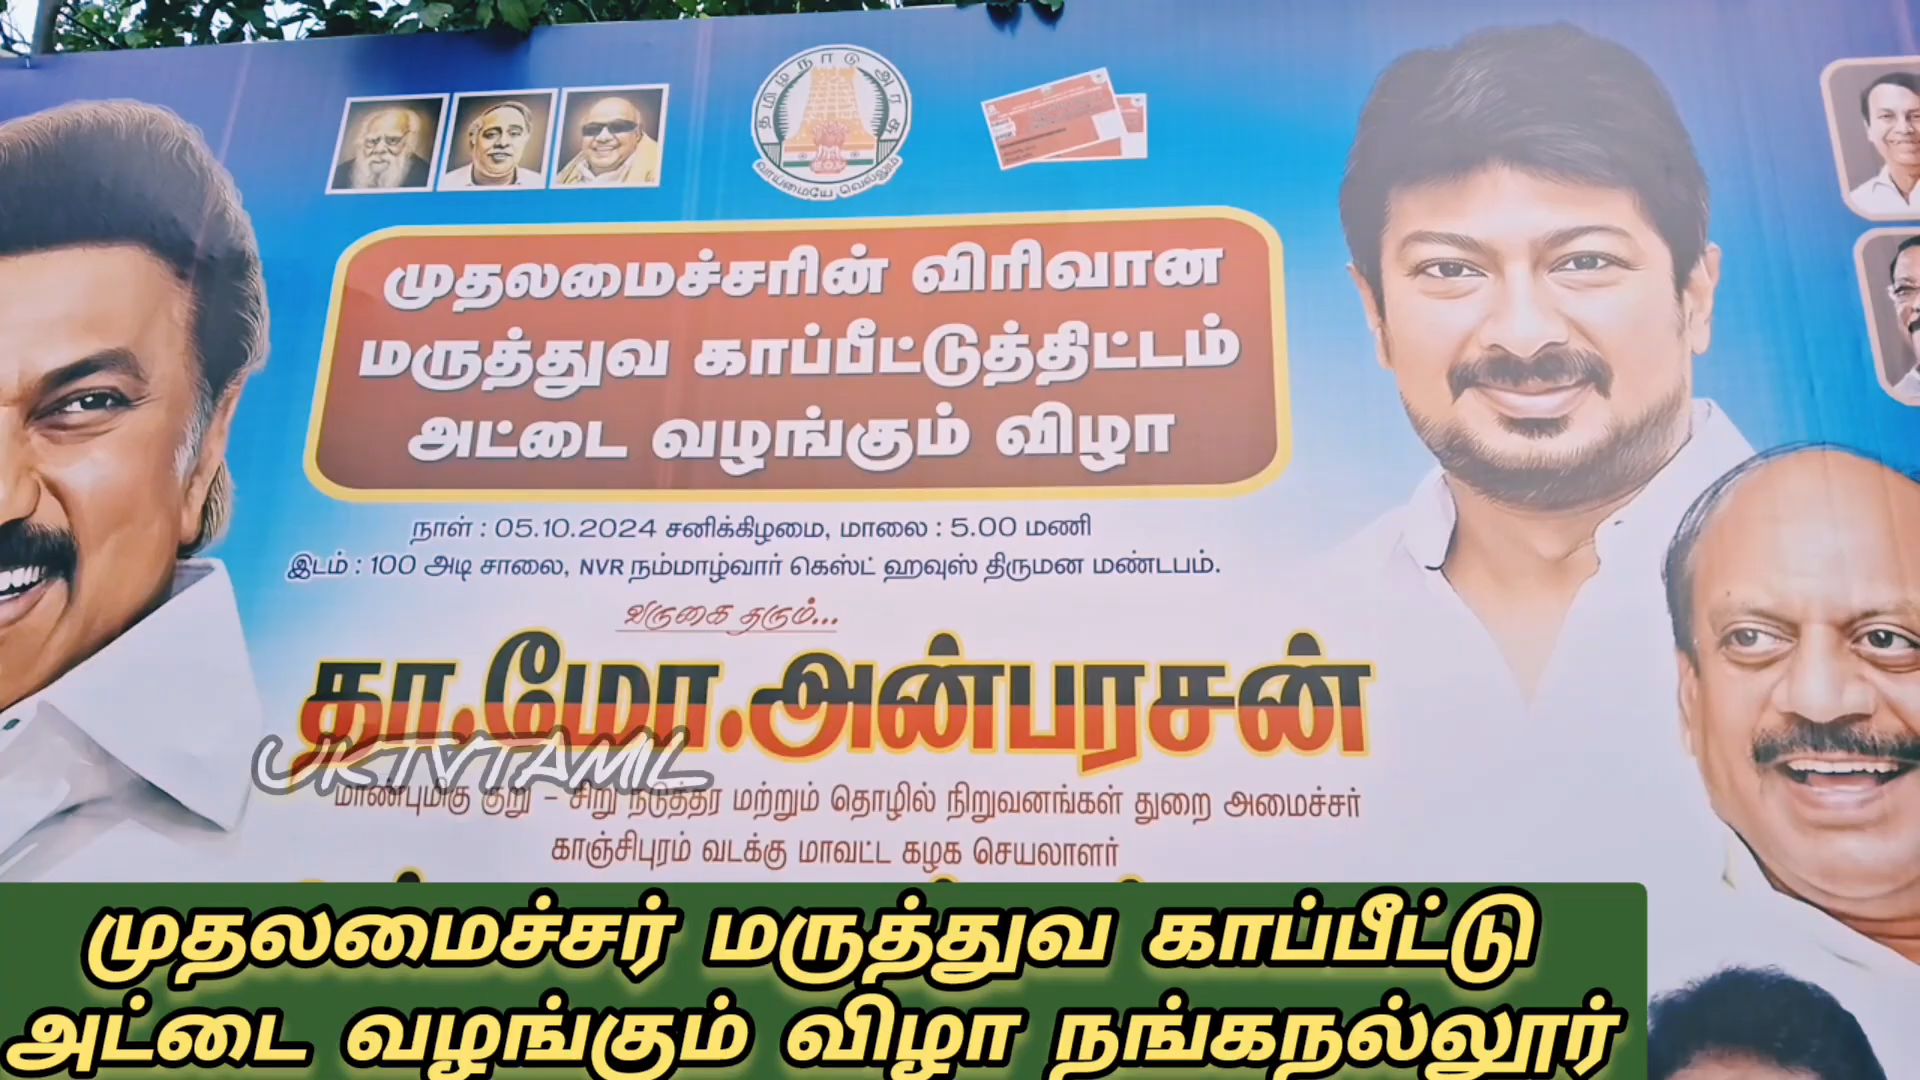 தமிழ்நாடு அரசு
வாய்மையே வெல்லும்
முதலமைச்சரின் விரிவான
மருத்துவ காப்பீட்டுத்திட்டம்
அட்டை வழங்கும் விழா
நாள் : 05.10.2024 சனிக்கிழமை, மாலை : 5.00 மணி
இடம் : 100 அடி சாலை, NVR நம்மாழ்வார் கெஸ்ட் ஹவுஸ் திருமண மண்டபம்.
வருகை தரும்...
தா.மோ.அன்பரசன்
UKTVTAMIL
மாண்புமிகு குறு – சிறு நடுத்தர மற்றும் தொழில் நிறுவனங்கள் துறை அமைச்சர்
காஞ்சிபுரம் வடக்கு மாவட்ட கழக செயலாளர்
முதலமைச்சர் மருத்துவ காப்பீட்டு
அட்டை வழங்கும் விழா நங்கநல்லூர்